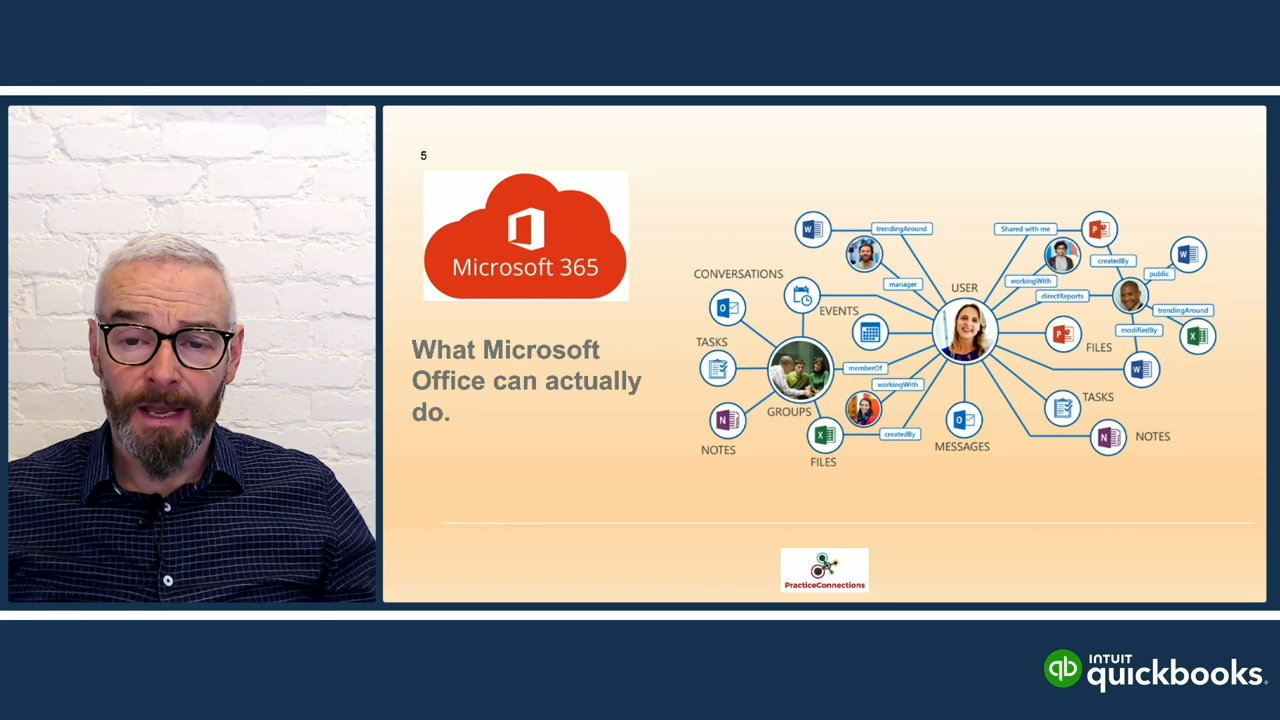 5
Microsoft 365
What Microsoft
Office can actually
do.
trendingAround
Shared with me
createdBy
public
CONVERSATIONS
manager
workingWith
USER
directReports
EVENTS
trendingAround
TASKS
modifiedBy
FILES
memberOf
workingWith
TASKS
GROUPS
createdBy
NOTES
MESSAGES
NOTES
FILES
W
P
W
O
P
X
W
N
X
O
N
PracticeConnections
qb
INTUIT
quickbooks.